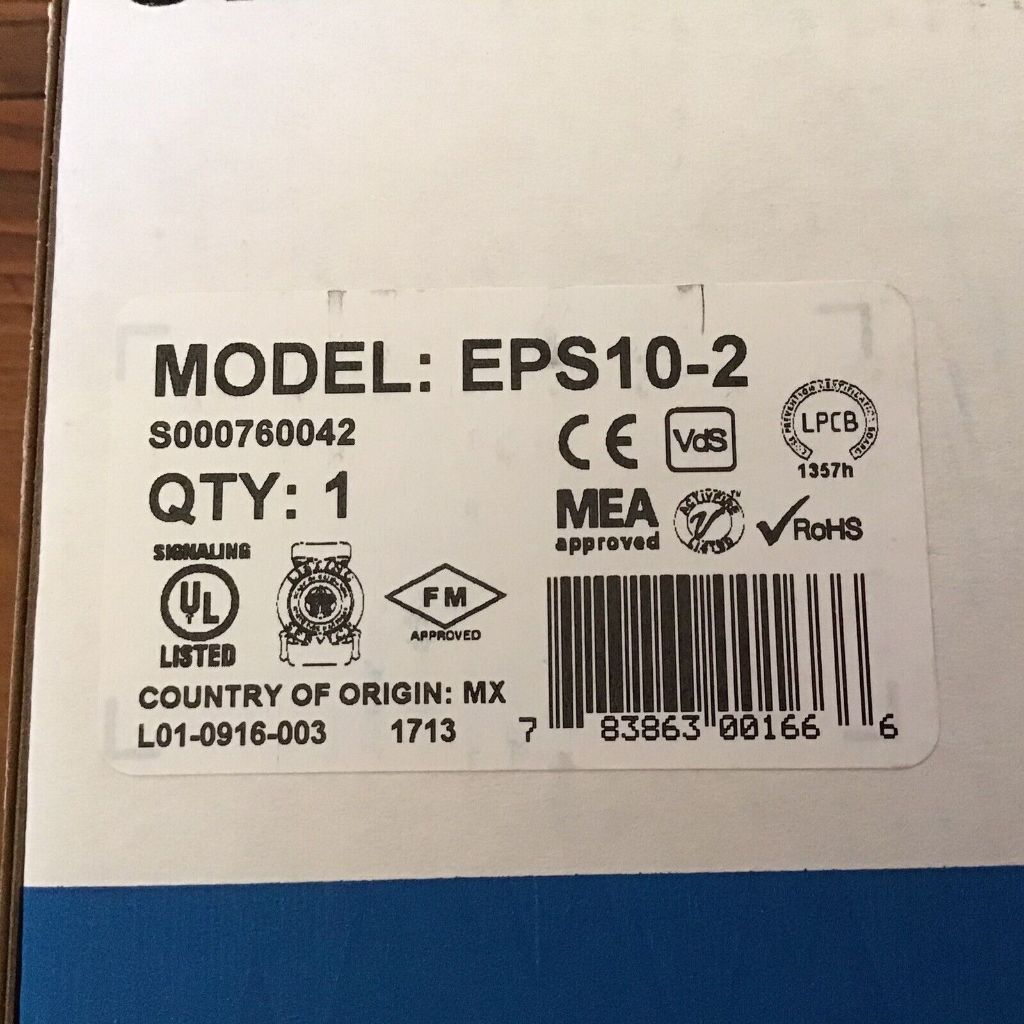 MODEL: EPS10-2
S000760042
QTY: 1
CE
VdS
LPCB
1357h
MEA
approved
RoHS
SIGNALING
UL
LISTED
FM
APPROVED
COUNTRY OF ORIGIN: MX
L01-0916-003 1713
7 83863 00166 6